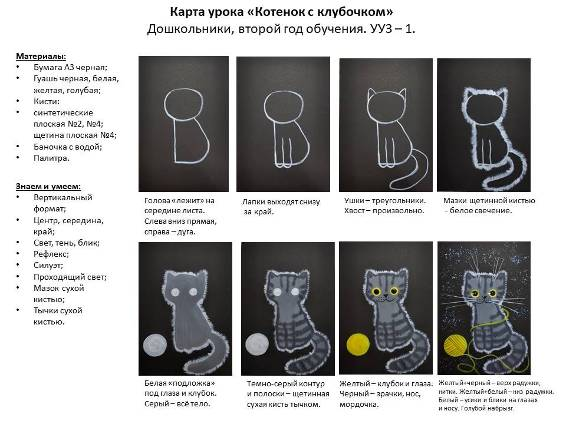 Карта урока «Котенок с клубочком»
Дошкольники, второй год обучения. УУЗ – 1.
Материалы:
• Бумага А3 черная;
• Гуашь черная, белая,
желтая, голубая;
• Кисти:
• синтетические
плоская №2, №4;
щетина плоская №4;
• Баночка с водой;
• Палитра.
Знаем и умеем:
• Вертикальный
формат;
• Центр, середина,
край;
• Свет, тень, блик;
• Рефлекс;
• Силуэт;
• Проходящий свет;
• Мазок сухой
кистью;
• Тычки сухой
кистью.
Голова «лежит» на
середине листа.
Слева вниз прямая,
справа – дуга.
Лапки выходят снизу
за край.
Ушки – треугольники.
Хвост – произвольно.
Мазки щетинной кистью
- белое свечение.
Белая «подложка»
под глаза и клубок.
Серый – всё тело.
Темно-серый контур
и полоски – щетинная
сухая кисть тычком.
Желтый – клубок и глаза.
Черный – зрачки, нос,
мордочка.
Желтый+черный – верх радужки,
нитки. Желтый+белый –низ радужки.
Белый – усики и блики на глазах
и носу. Голубой набрызг.